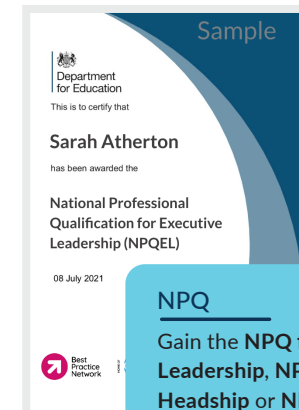 Sample
Department
for Education
This is to certify that
Sarah Atherton
has been awarded the
National Professional
Qualification for Executive
Leadership (NPQEL)
08 July 2021
NPQ
Gain the NPQ
Leadership,
Headship or
Best
Practice
Network